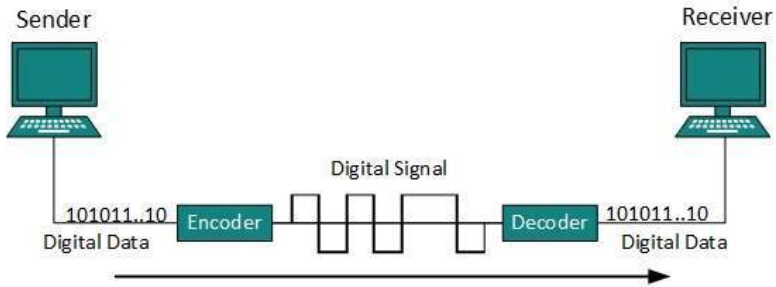 Sender
Receiver
Digital Signal
101011..10
Encoder
Decoder
101011..10
Digital Data
Digital Data